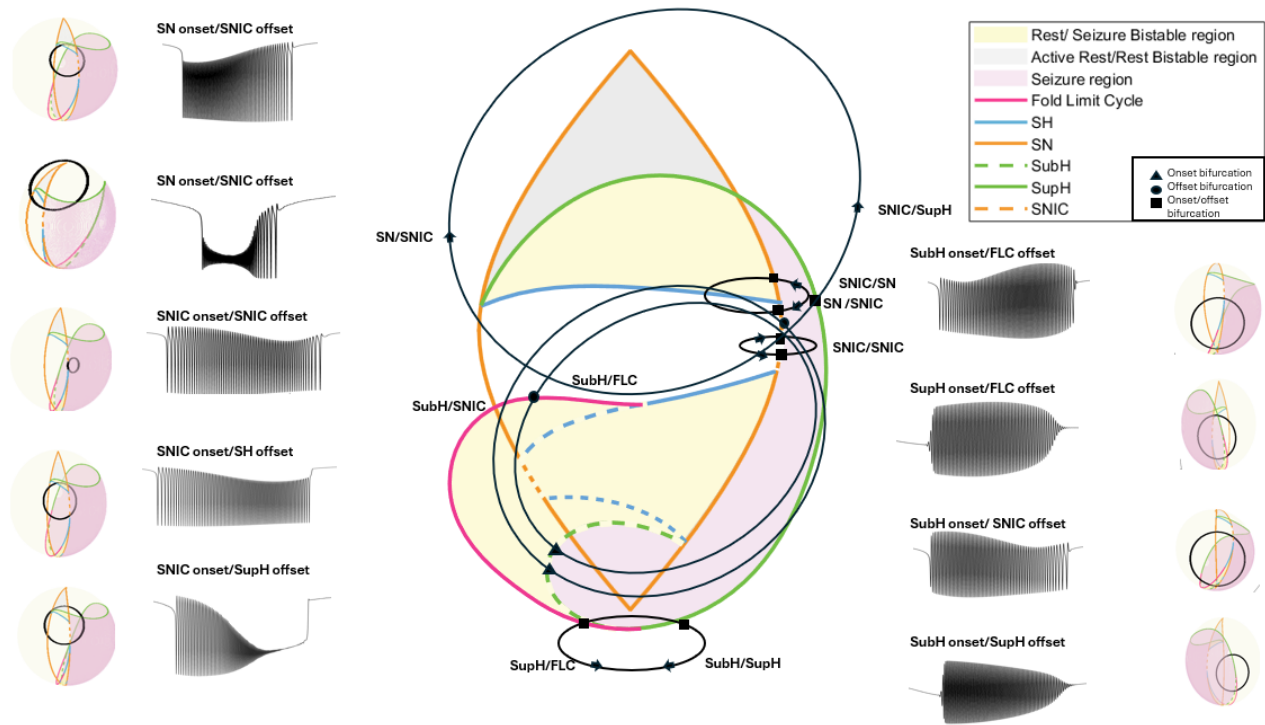 SN onset/SNIC offset
SN onset/SNIC offset
SNIC onset/SNIC offset
SNIC onset/SH offset
SNIC onset/SupH offset
SN/SNIC
SNIC/SupH
SNIC/SN
SN/SNIC
SNIC/SNIC
SubH/FLC
SubH/SNIC
SupH/FLC
SubH/SupH
Rest/ Seizure Bistable region
Active Rest/Rest Bistable region
Seizure region
Fold Limit Cycle
SH
SN
SubH
SupH
SNIC
Onset bifurcation
Offset bifurcation
Onset/offset
bifurcation
SubH onset/FLC offset
SupH onset/FLC offset
SubH onset/ SNIC offset
SubH onset/SupH offset